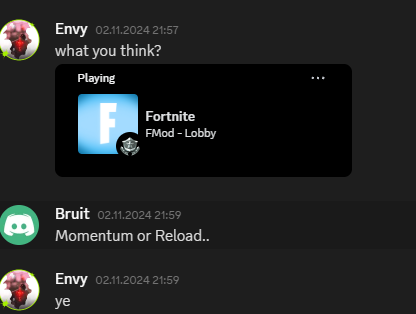 Envy 02.11.2024 21:57
what you think?
Playing
F
Fortnite
FMod - Lobby
Bruit 02.11.2024 21:59
Momentum or Reload..
Envy 02.11.2024 21:59
ye